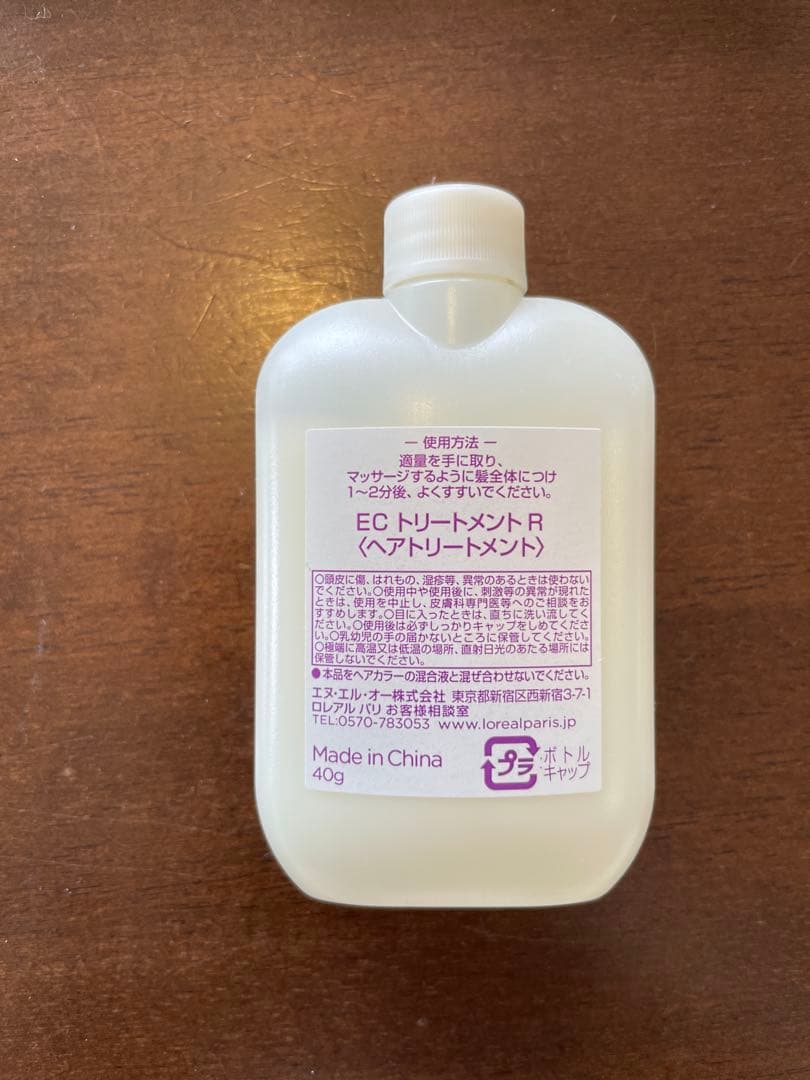 ― 使用方法 ―
適量を手に取り、
マッサージするように髪全体につけ
1～2分後、よくすすいでください。
EC トリートメント R
〈ヘアトリートメント〉
○頭皮に傷、はれもの、湿疹等、異常のあるときは使わない
でください。○使用中や使用後に、刺激等の異常が現れた
ときは、使用を中止し、皮膚科専門医等へのご相談をお
すすめします。○目に入ったときは、直ちに洗い流してく
ださい。○使用後は必ずしっかりキャップをしめてくださ
い。○乳幼児の手の届かないところに保管してください。
○極端に高温又は低温の場所、直射日光のあたる場所には
保管しないでください。
●本品をヘアカラーの混合液と混ぜ合わせないでください。
エヌ・エル・オー株式会社 東京都新宿区西新宿3-7-1
ロレアル パリ お客様相談室
TEL:0570-783053 www.lorealparis.jp
Made in China
40g
プラ
ボトル
キャップ